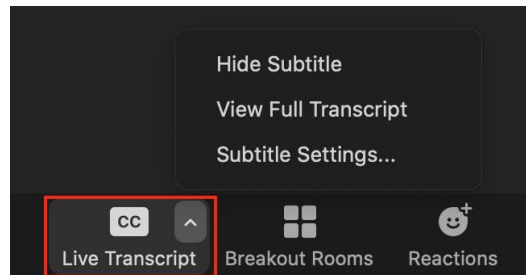 Hide Subtitle
View Full Transcript
Subtitle Settings...
CC
Live Transcript
Breakout Rooms
Reactions